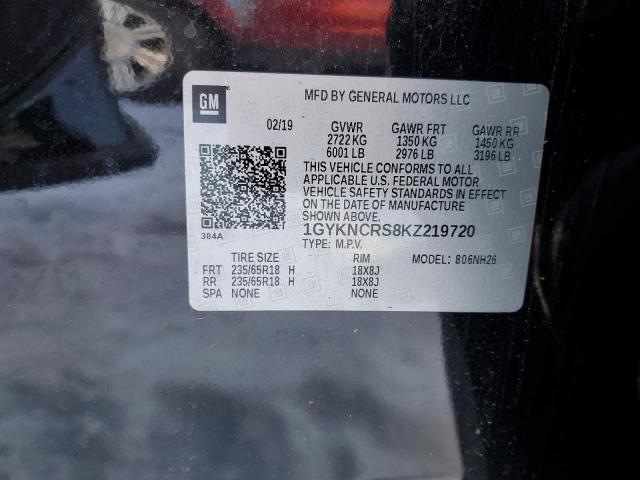 GM
MFD BY GENERAL MOTORS LLC
02/19 GVWR GAWR FRT GAWR RR
2722 KG 1350 KG 1450 KG
6001 LB 2976 LB 3196 LB
THIS VEHICLE CONFORMS TO ALL
APPLICABLE U.S. FEDERAL MOTOR
VEHICLE SAFETY STANDARDS IN EFFECT
ON THE DATE OF MANUFACTURE
SHOWN ABOVE.
384A
1GYKNCRS8KZ219720
TYPE: M.P.V. MODEL: 806NH26
TIRE SIZE RIM
FRT 235/65R18 H 18X8J
RR 235/65R18 H 18X8J
SPA NONE NONE